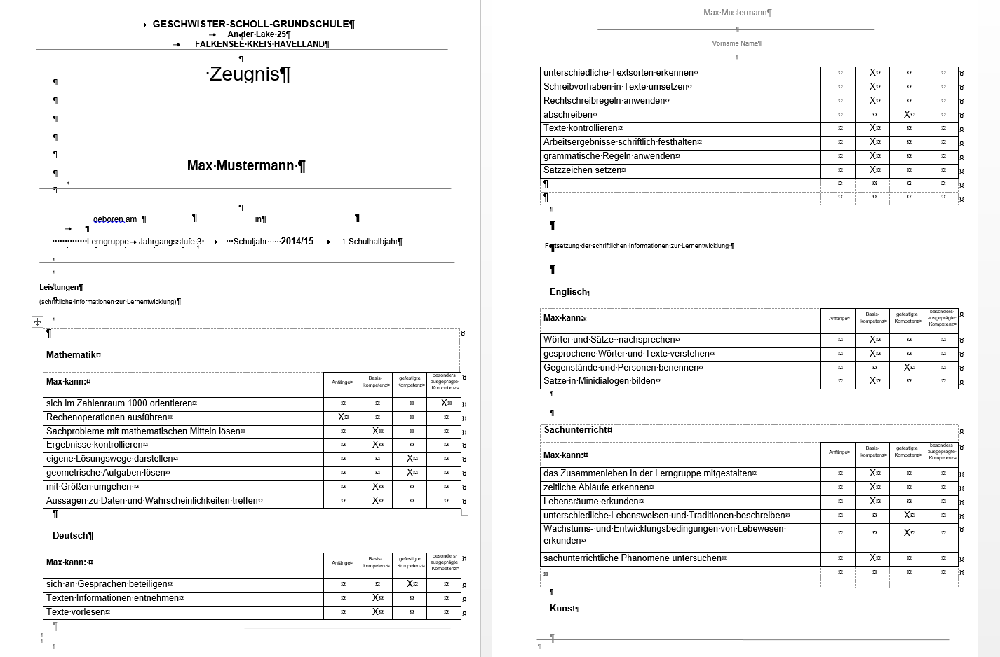 GESCHWISTER-SCHOLL-GRUNDSCHULE¶
An der·Lake·25¶
FALKENSEE·KREIS·HAVELLAND¶
·Zeugnis¶
Max·Mustermann·¶
geboren·am··¶ ¶ in¶ ¶
Lerngruppe→Jahrgangsstufe·3· → ···Schuljahr······2014/15 → 1.Schulhalbjahr¶
Leistungen¶
(schriftliche·Informationen·zur·Lernentwicklung)¶
¶
Mathematik¤
Max·kann:¤ Anfänge¤ Basis-kompetenz¤ gefestigte·Kompetenz¤ besonders·ausgeprägte·Kompetenz¤
sich·im·Zahlenraum·1000·orientieren¤ ¤ ¤ ¤ X¤
Rechenoperationen·ausführen¤ X¤ ¤ ¤ ¤
Sachprobleme·mit·mathematischen·Mitteln·lösen¤ ¤ X¤ ¤ ¤
Ergebnisse·kontrollieren¤ ¤ X¤ ¤ ¤
eigene·Lösungswege·darstellen¤ ¤ ¤ X¤ ¤
geometrische·Aufgaben·lösen¤ ¤ ¤ X¤ ¤
mit·Größen·umgehen·¤ ¤ X¤ ¤ ¤
Aussagen·zu·Daten·und·Wahrscheinlichkeiten·treffen¤ ¤ X¤ ¤ ¤
¶
Deutsch¶
Max·kann:·¤ Anfänge¤ Basis-kompetenz¤ gefestigte·Kompetenz¤ besonders·ausgeprägte·Kompetenz¤
sich·an·Gesprächen·beteiligen¤ ¤ ¤ X¤ ¤
Texten·Informationen·entnehmen¤ ¤ X¤ ¤ ¤
Texte·vorlesen¤ ¤ X¤ ¤ ¤
Max·Mustermann¶
¶
Vorname·Name¶
¶
unterschiedliche·Textsorten·erkennen¤ ¤ X¤ ¤ ¤
Schreibvorhaben·in·Texte·umsetzen¤ ¤ X¤ ¤ ¤
Rechtschreibregeln·anwenden¤ ¤ X¤ ¤ ¤
abschreiben¤ ¤ ¤ X¤ ¤
Texte·kontrollieren¤ ¤ X¤ ¤ ¤
Arbeitsergebnisse·schriftlich·festhalten¤ ¤ X¤ ¤ ¤
grammatische·Regeln·anwenden¤ ¤ X¤ ¤ ¤
Satzzeichen·setzen¤ ¤ X¤ ¤ ¤
¶ ¤ ¤ ¤ ¤
¶ ¤ ¤ ¤ ¤
Fortsetzung·der·schriftlichen·Informationen·zur·Lernentwicklung·¶
¶
Englisch¶
Max·kann:¤ Anfänge¤ Basis-kompetenz¤ gefestigte·Kompetenz¤ besonders·ausgeprägte·Kompetenz¤
Wörter·und·Sätze··nachsprechen¤ ¤ X¤ ¤ ¤
gesprochene·Wörter·und·Texte·verstehen¤ ¤ X¤ ¤ ¤
Gegenstände·und·Personen·benennen¤ ¤ ¤ X¤ ¤
Sätze·in·Minidialogen·bilden¤ ¤ X¤ ¤ ¤
¶
¶
Sachunterricht¤
Max·kann:¤ Anfänge¤ Basis-kompetenz¤ gefestigte·Kompetenz¤ besonders·ausgeprägte·Kompetenz¤
das·Zusammenleben·in·der·Lerngruppe·mitgestalten¤ ¤ X¤ ¤ ¤
zeitliche·Abläufe·erkennen¤ ¤ X¤ ¤ ¤
Lebensräume·erkunden¤ ¤ X¤ ¤ ¤
unterschiedliche·Lebensweisen·und·Traditionen·beschreiben¤ ¤ ¤ X¤ ¤
Wachstums-·und·Entwicklungsbedingungen·von·Lebewesen·
erkunden¤ ¤ ¤ X¤ ¤
sachunterrichtliche·Phänomene·untersuchen¤ ¤ X¤ ¤ ¤
¤ ¤ ¤ ¤ ¤
¶
Kunst¶
¶